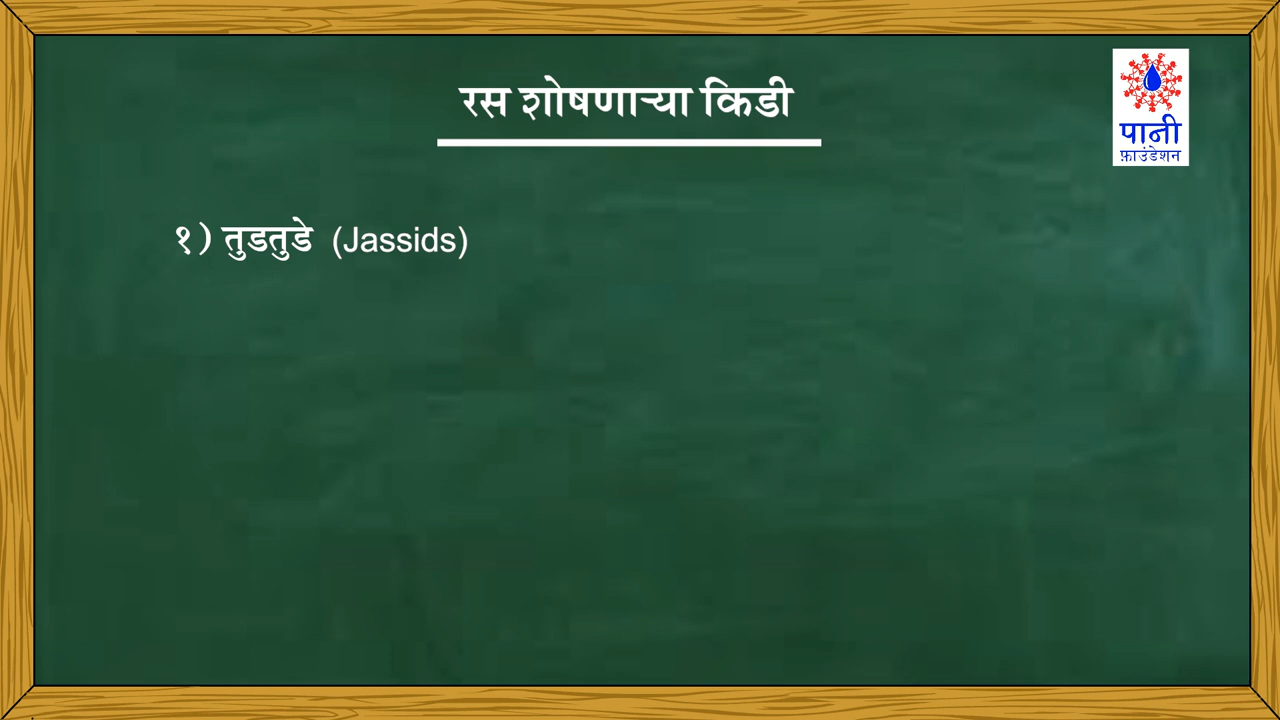 रस शोषणाऱ्या किडी
पानी
फ़ाउंडेशन
१) तुडतुडे (Jassids)